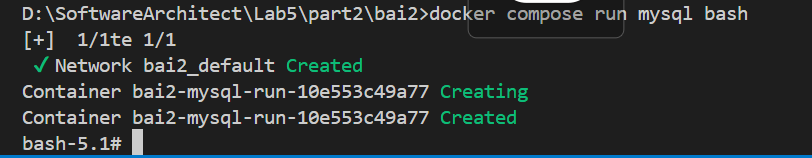 D:\SoftwareArchitect\Lab5\part2\bai2>docker compose run mysql bash
[+]  1/1te 1/1
✔ Network bai2_default Created
Container bai2-mysql-run-10e553c49a77 Creating
Container bai2-mysql-run-10e553c49a77 Created
bash-5.1#